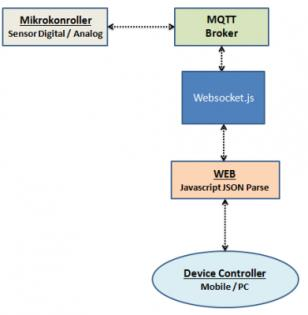 Mikrokonroller
Sensor Digital / Analog
MQTT
Broker
Websocket.js
WEB
Javascript JSON Parse
Device Controller
Mobile / PC